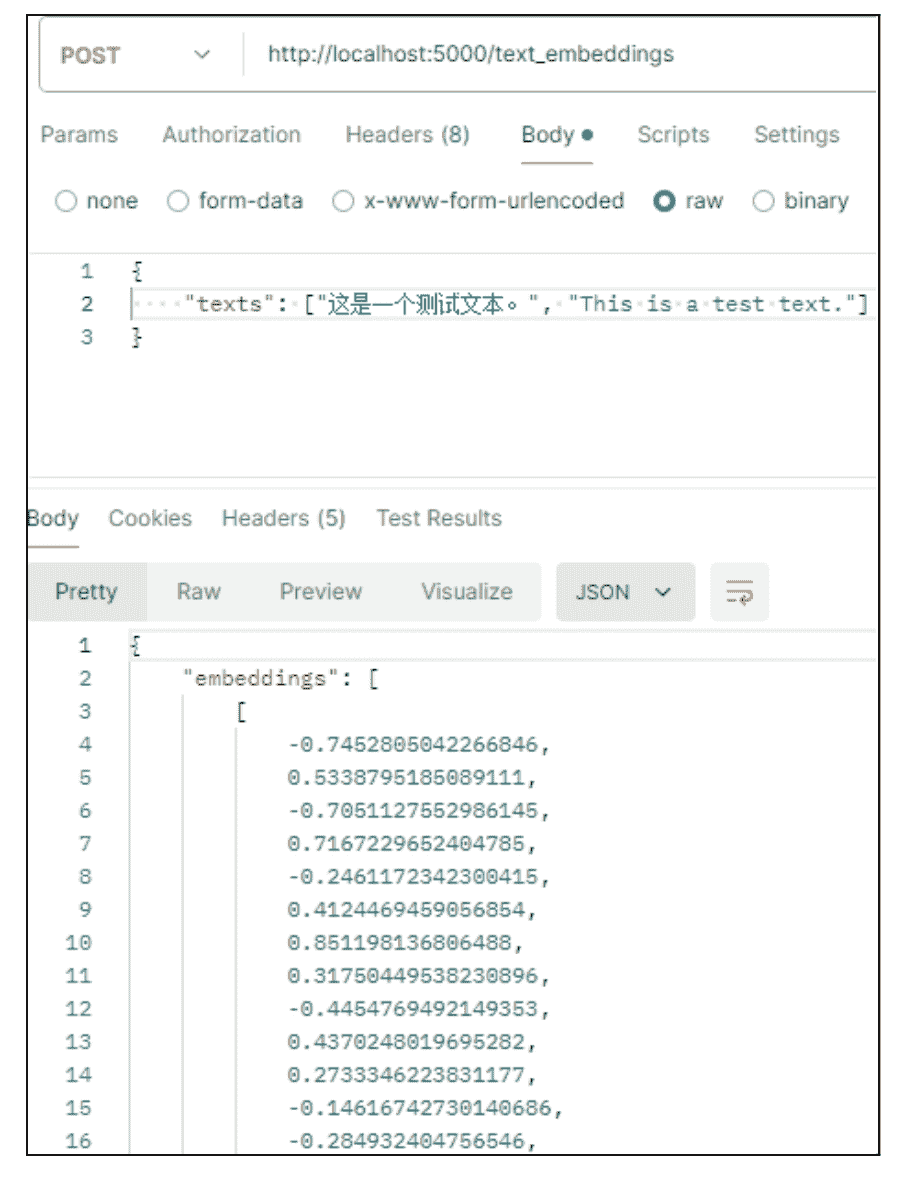 POST http://localhost:5000/text_embeddings
Params Authorization Headers (8) Body Scripts Settings
none form-data x-www-form-urlencoded raw binary
1 {
2 "texts": ["这是一个测试文本。", "This is a test text."]
3 }
Body Cookies Headers (5) Test Results
Pretty Raw Preview Visualize JSON
1 {
2 "embeddings": [
3 [
4 -0.7452805042266846,
5 0.5338795185089111,
6 -0.7051127552986145,
7 0.7167229652404785,
8 -0.2461172342300415,
9 0.4124469459056854,
10 0.851198136806488,
11 0.31750449538230896,
12 -0.4454769492149353,
13 0.4370248019695282,
14 0.2733346223831177,
15 -0.14616742730140686,
16 -0.284932404756546,